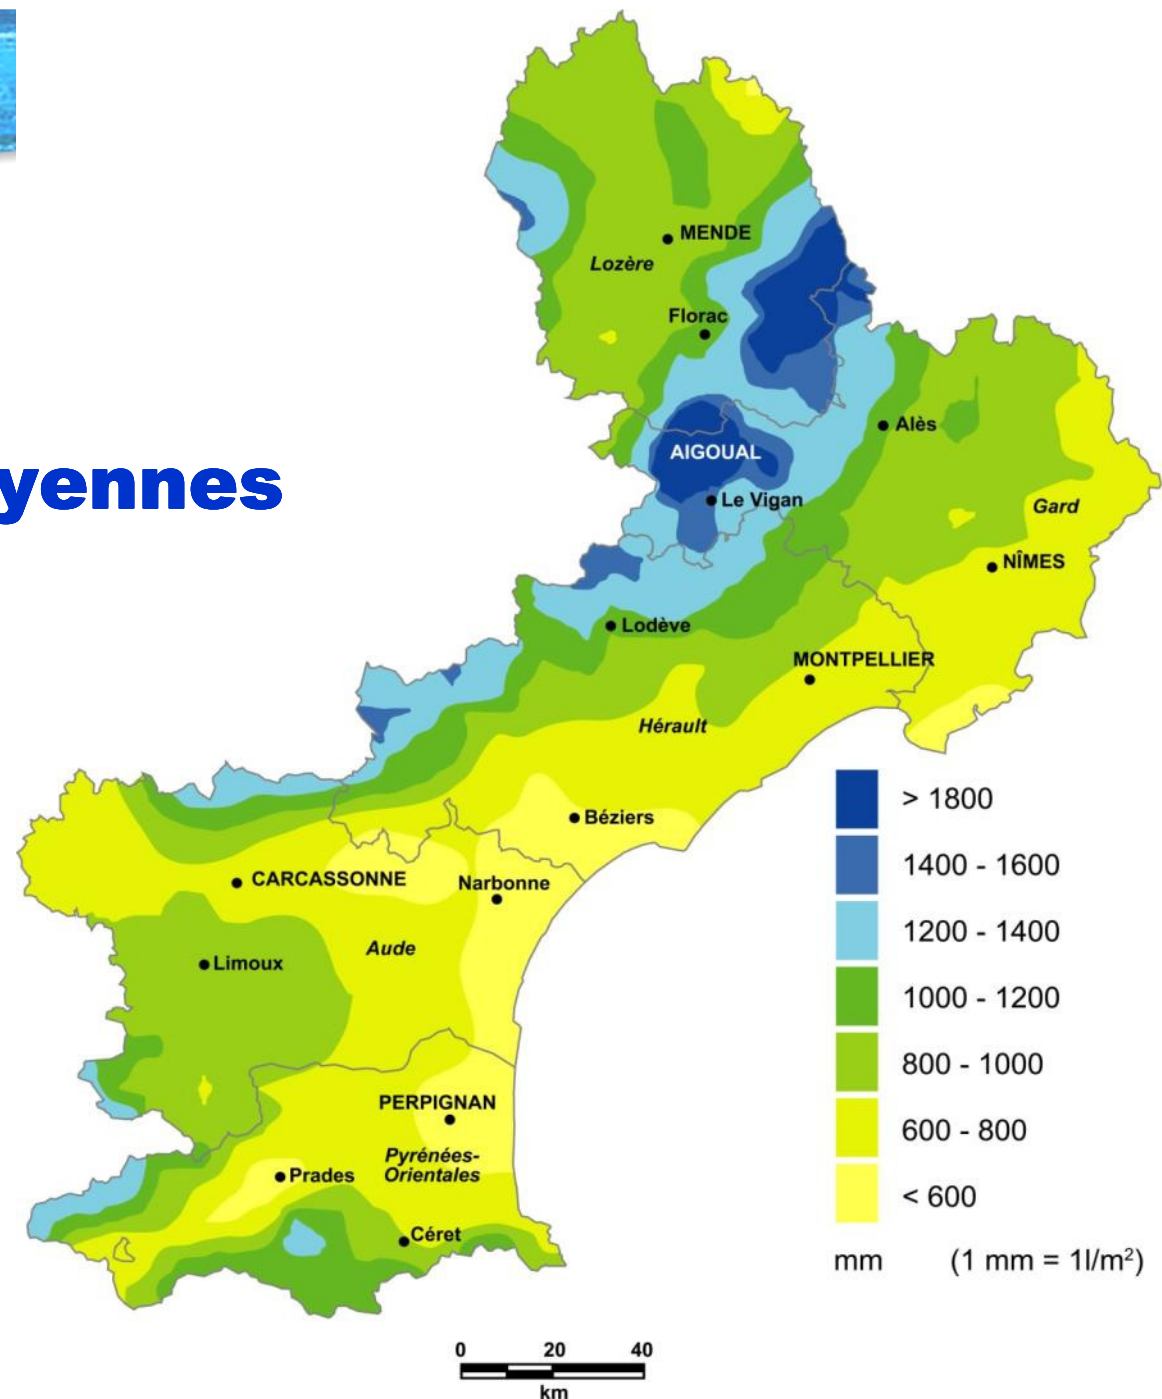 yennes
MENDE
Lozère
Florac
Alès
AIGOUAL
Le Vigan
Gard
NÎMES
Lodève
MONTPELLIER
Hérault
Béziers
CARCASSONNE
Narbonne
Aude
Limoux
PERPIGNAN
Pyrénées-
Orientales
Prades
Céret
> 1800
1400 - 1600
1200 - 1400
1000 - 1200
800 - 1000
600 - 800
< 600
mm (1 mm = 1l/m²)
0 20 40
km